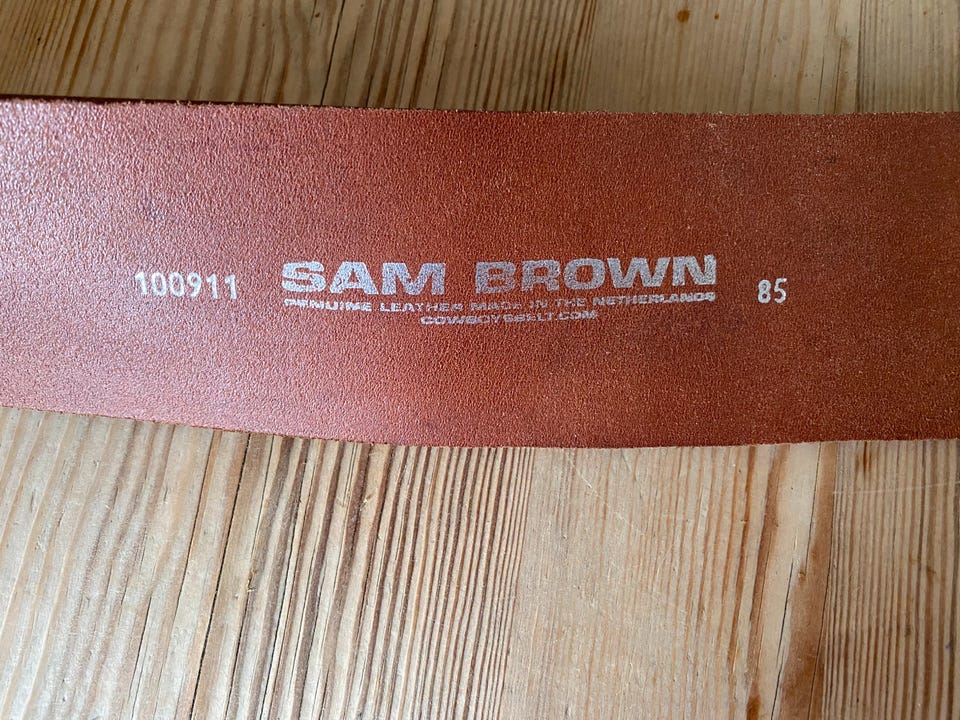 100911 SAM BROWN 85
GENUINE LEATHER MADE IN THE NETHERLANDS
COWBOYSBELT.COM